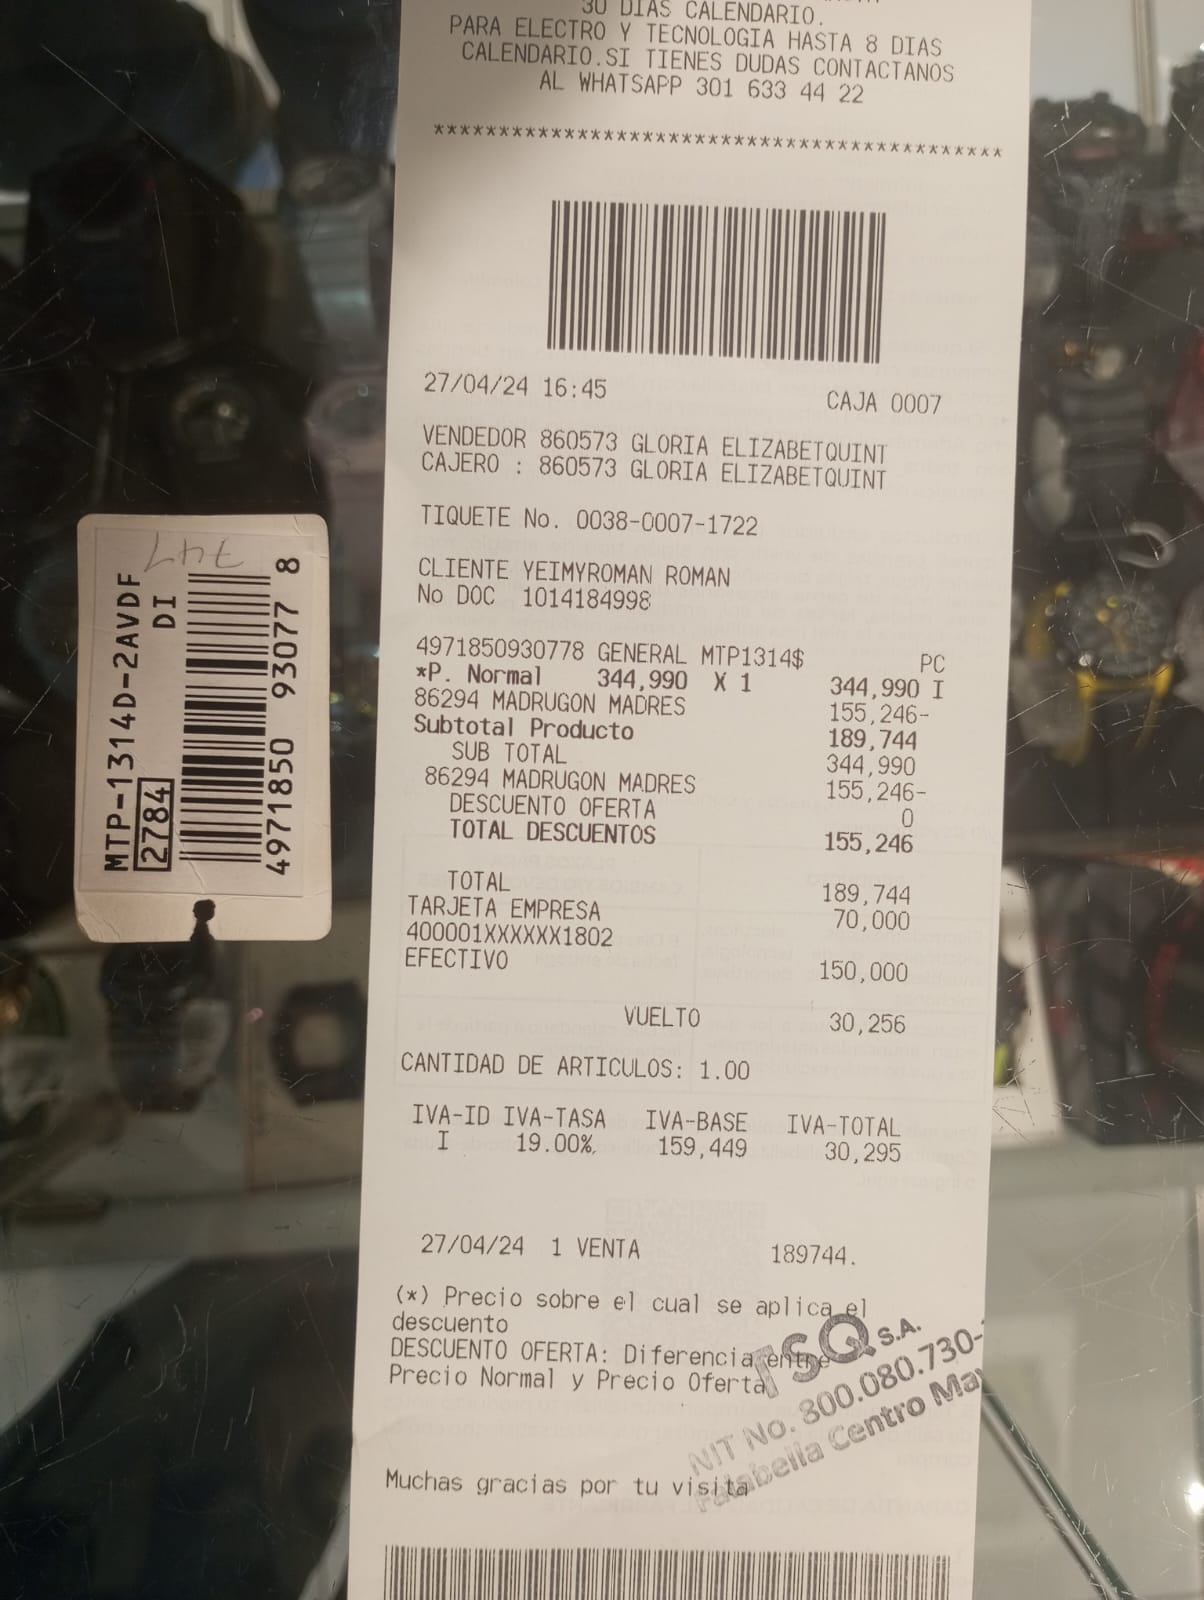 30 DIAS CALENDARIO.
PARA ELECTRO Y TECNOLOGIA HASTA 8 DIAS
CALENDARIO.SI TIENES DUDAS CONTACTANOS
AL WHATSAPP 301 633 44 22
********************************************
27/04/24 16:45 CAJA 0007
VENDEDOR 860573 GLORIA ELIZABETQUINT
CAJERO : 860573 GLORIA ELIZABETQUINT
TIQUETE No. 0038-0007-1722
CLIENTE YEIMYROMAN ROMAN
No DOC 1014184998
4971850930778 GENERAL MTP1314$ PC
*P. Normal 344,990 X 1 344,990 I
86294 MADRUGON MADRES 155,246-
Subtotal Producto 189,744
SUB TOTAL 344,990
86294 MADRUGON MADRES 155,246-
DESCUENTO OFERTA 0
TOTAL DESCUENTOS 155,246
TOTAL 189,744
TARJETA EMPRESA 70,000
400001XXXXXX1802
EFECTIVO 150,000
VUELTO 30,256
CANTIDAD DE ARTICULOS: 1.00
IVA-ID IVA-TASA IVA-BASE IVA-TOTAL
I 19.00% 159,449 30,295
27/04/24 1 VENTA 189744.
(*) Precio sobre el cual se aplica el
descuento
DESCUENTO OFERTA: Diferencia entre
Precio Normal y Precio Oferta
Muchas gracias por tu visita
TSQ S.A.
NIT No. 800.080.730-
Falabella Centro May
747
MTP-1314D-2AVDF
DI
2784
4971850 93077 8